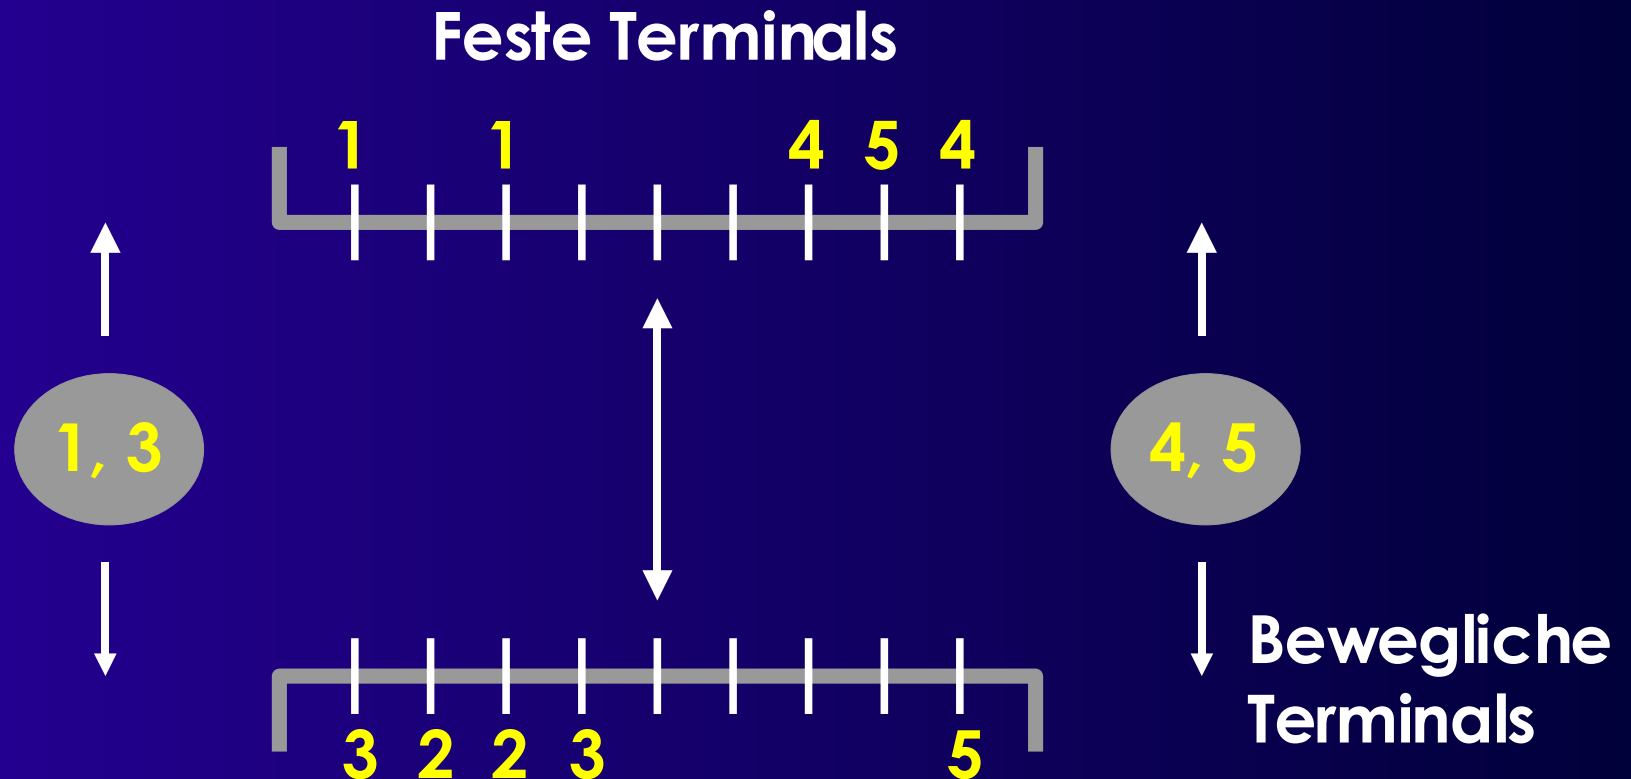 Feste Terminals
1 1 4 5 4
1, 3 4, 5
Bewegliche
Terminals
3 2 2 3 5